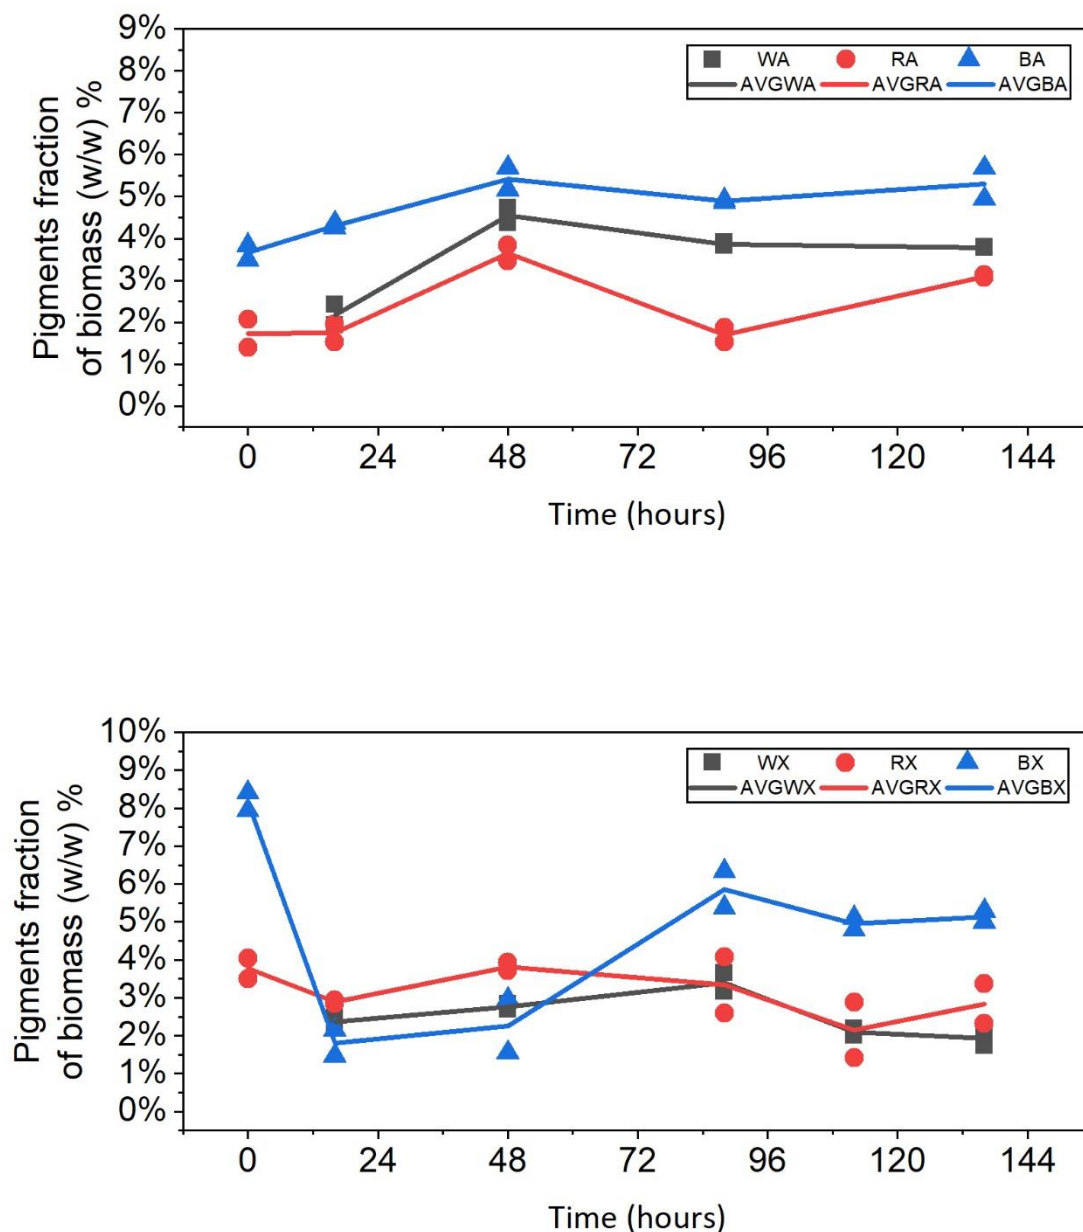 9%
8%
7%
6%
5%
4%
3%
2%
1%
0%
Pigments fraction
of biomass (w/w) %
WA RA BA
AVGWA AVGRA AVGBA
0 24 48 72 96 120 144
Time (hours)
10%
9%
8%
7%
6%
5%
4%
3%
2%
1%
0%
Pigments fraction
of biomass (w/w) %
WX RX BX
AVGWX AVGRX AVGBX
0 24 48 72 96 120 144
Time (hours)